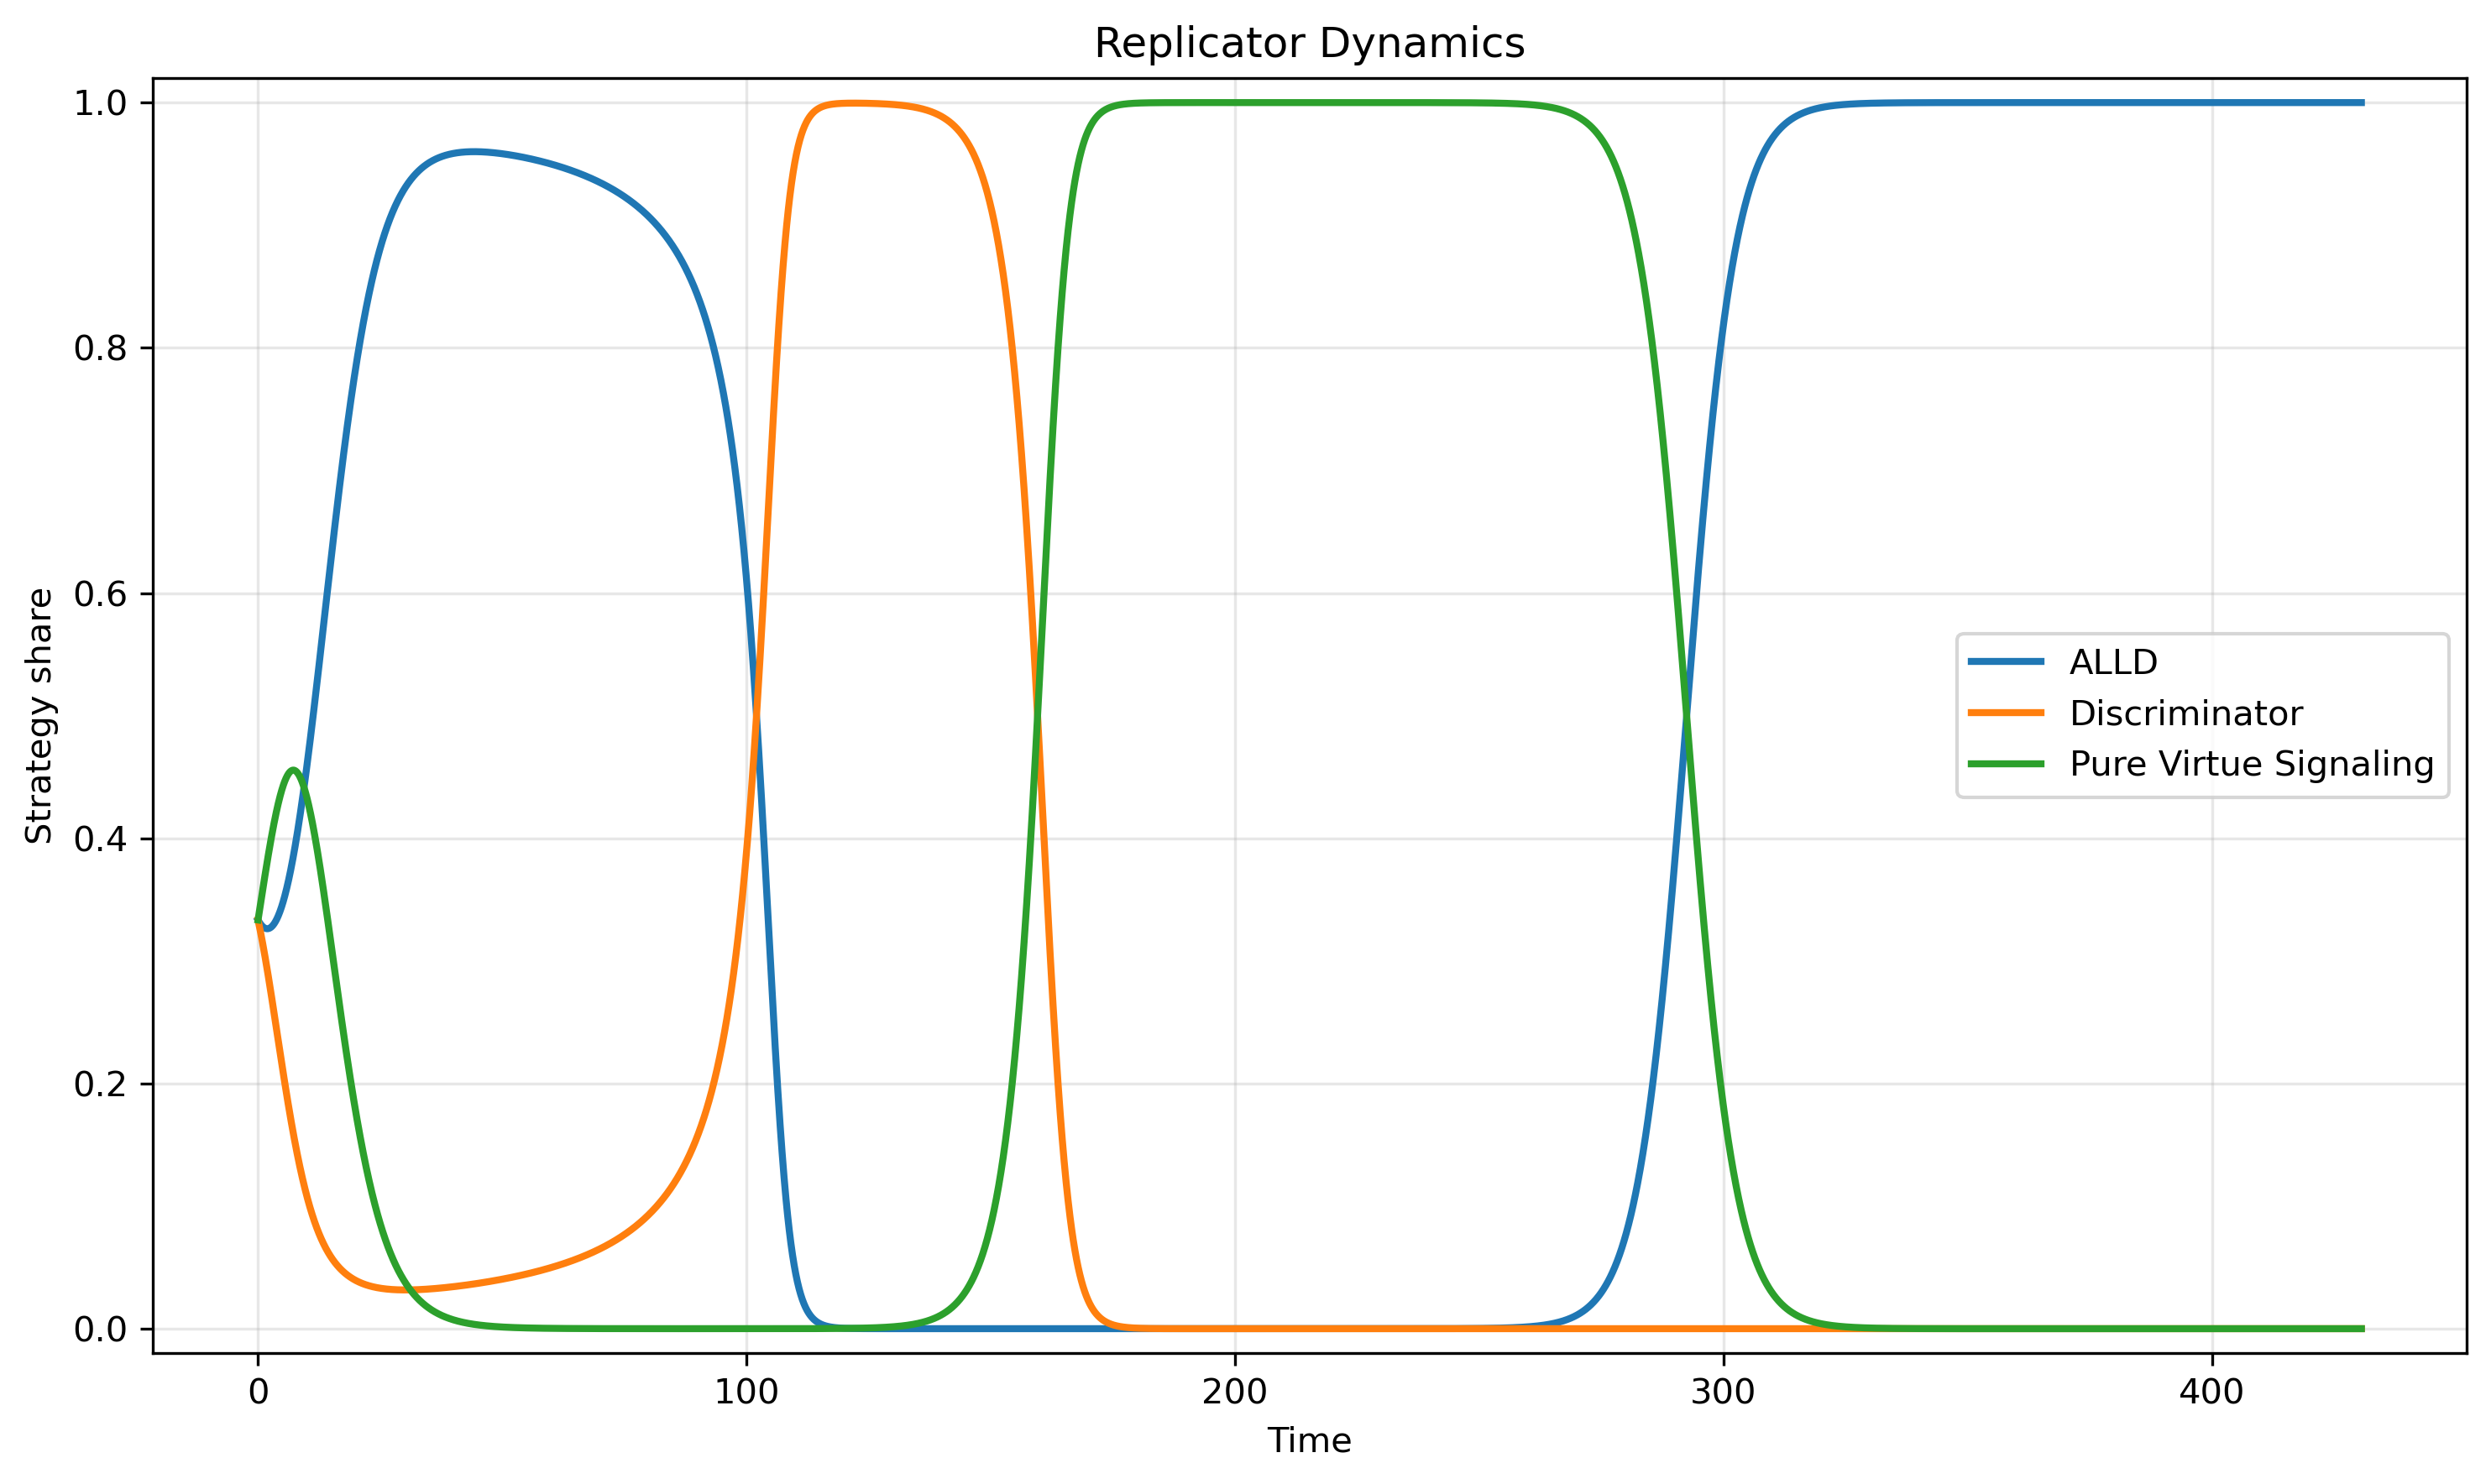 Replicator Dynamics
Strategy share
1.0
0.8
0.6
0.4
0.2
0.0
ALLD
Discriminator
Pure Virtue Signaling
0 100 200 300 400
Time